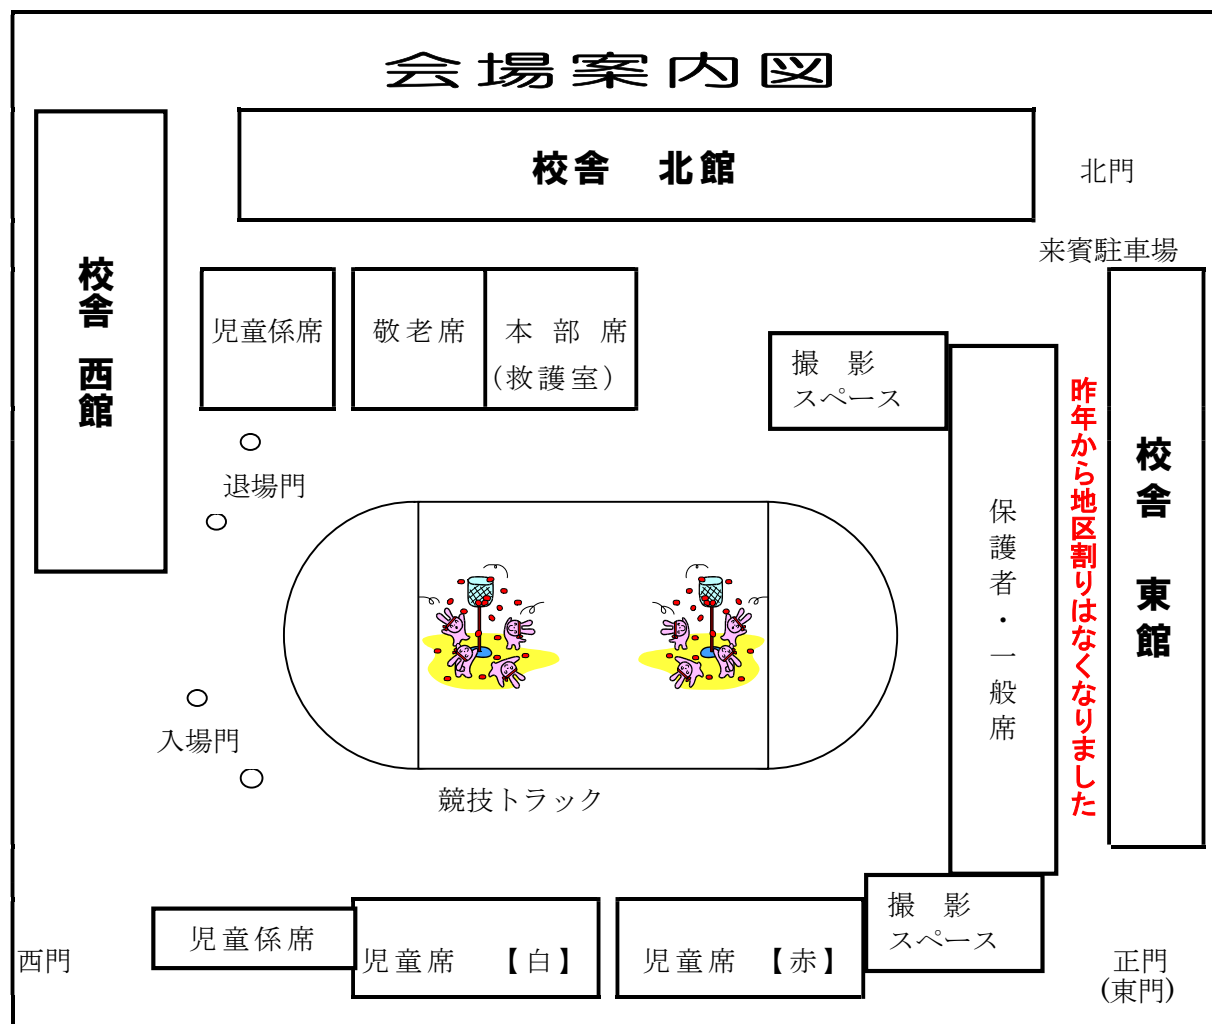 会場案内図
校舎　北館
北門
来賓駐車場
校舎　西館
児童係席
敬老席
本部席
(救護室)
撮　影
スペース
昨年から地区割りはなくなりました
校舎　東館
退場門
保護者・一般席
入場門
競技トラック
児童係席
児童席　【白】
児童席　【赤】
撮　影
スペース
西門
正門
(東門)